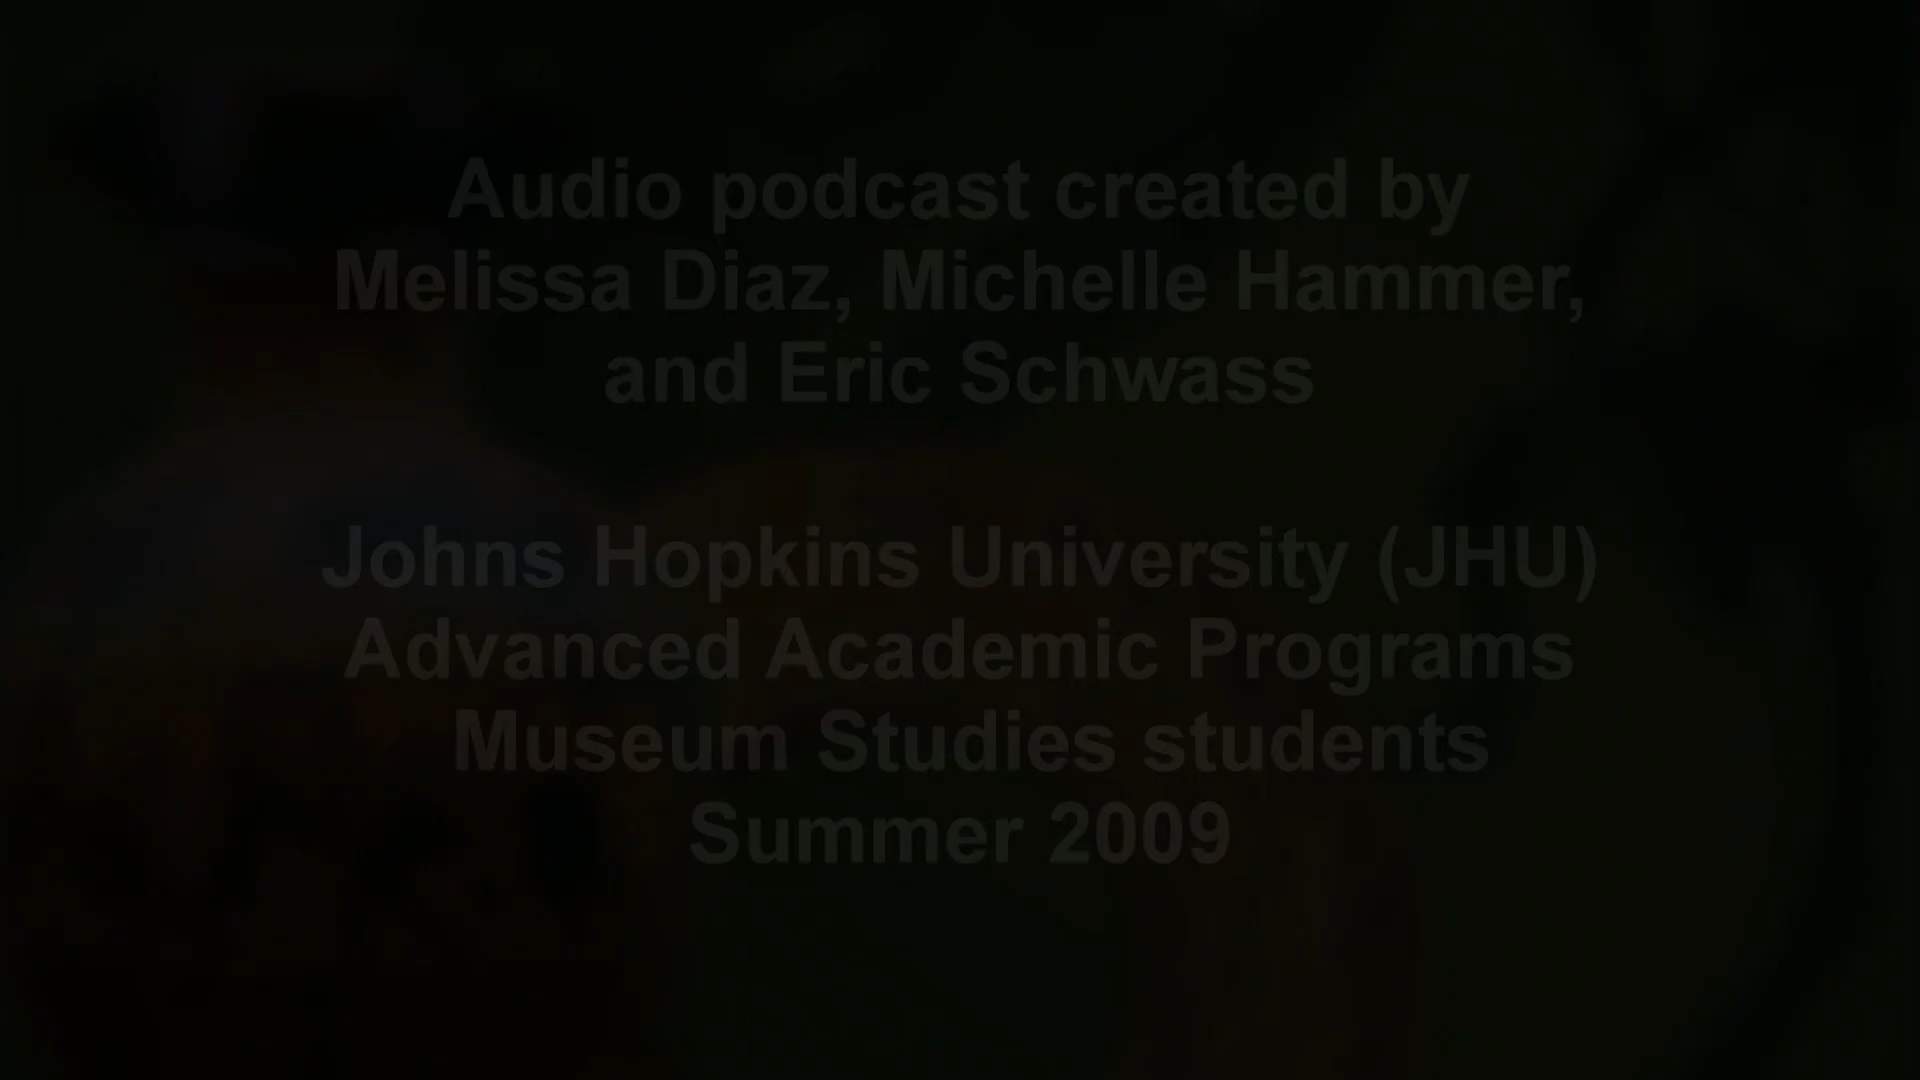 Audio podcast created by
Melissa Diaz, Michelle Hammer,
and Eric Schwass
Johns Hopkins University (JHU)
Advanced Academic Programs
Museum Studies students
Summer 2009